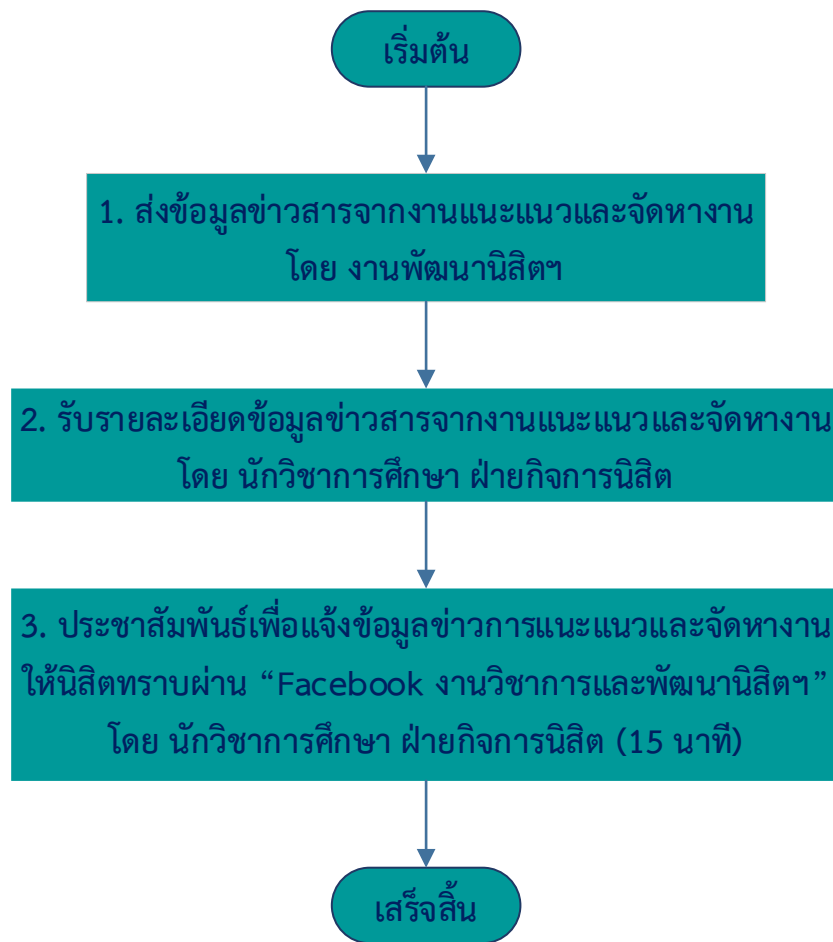 เริ่มต้น
1. ส่งข้อมูลข่าวสารจากงานแนะแนวและจัดหางาน
โดย งานพัฒนานิสิตฯ
2. รับรายละเอียดข้อมูลข่าวสารจากงานแนะแนวและจัดหางาน
โดย นักวิชาการศึกษา ฝ่ายกิจการนิสิต
3. ประชาสัมพันธ์เพื่อแจ้งข้อมูลข่าวการแนะแนวและจัดหางาน
ให้นิสิตทราบผ่าน “Facebook งานวิชาการและพัฒนานิสิตฯ”
โดย นักวิชาการศึกษา ฝ่ายกิจการนิสิต (15 นาที)
เสร็จสิ้น